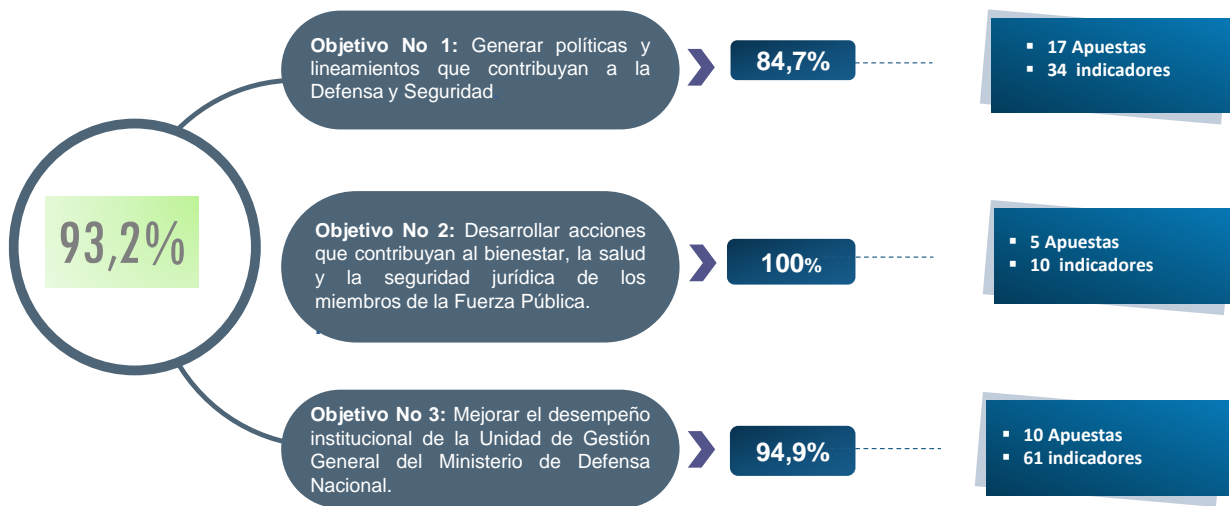 93,2%
Objetivo No 1: Generar políticas y
lineamientos que contribuyan a la
Defensa y Seguridad
84,7%
▪ 17 Apuestas
▪ 34 indicadores
Objetivo No 2: Desarrollar acciones
que contribuyan al bienestar, la salud
y la seguridad jurídica de los
miembros de la Fuerza Pública.
100%
▪ 5 Apuestas
▪ 10 indicadores
Objetivo No 3: Mejorar el desempeño
institucional de la Unidad de Gestión
General del Ministerio de Defensa
Nacional.
94,9%
▪ 10 Apuestas
▪ 61 indicadores